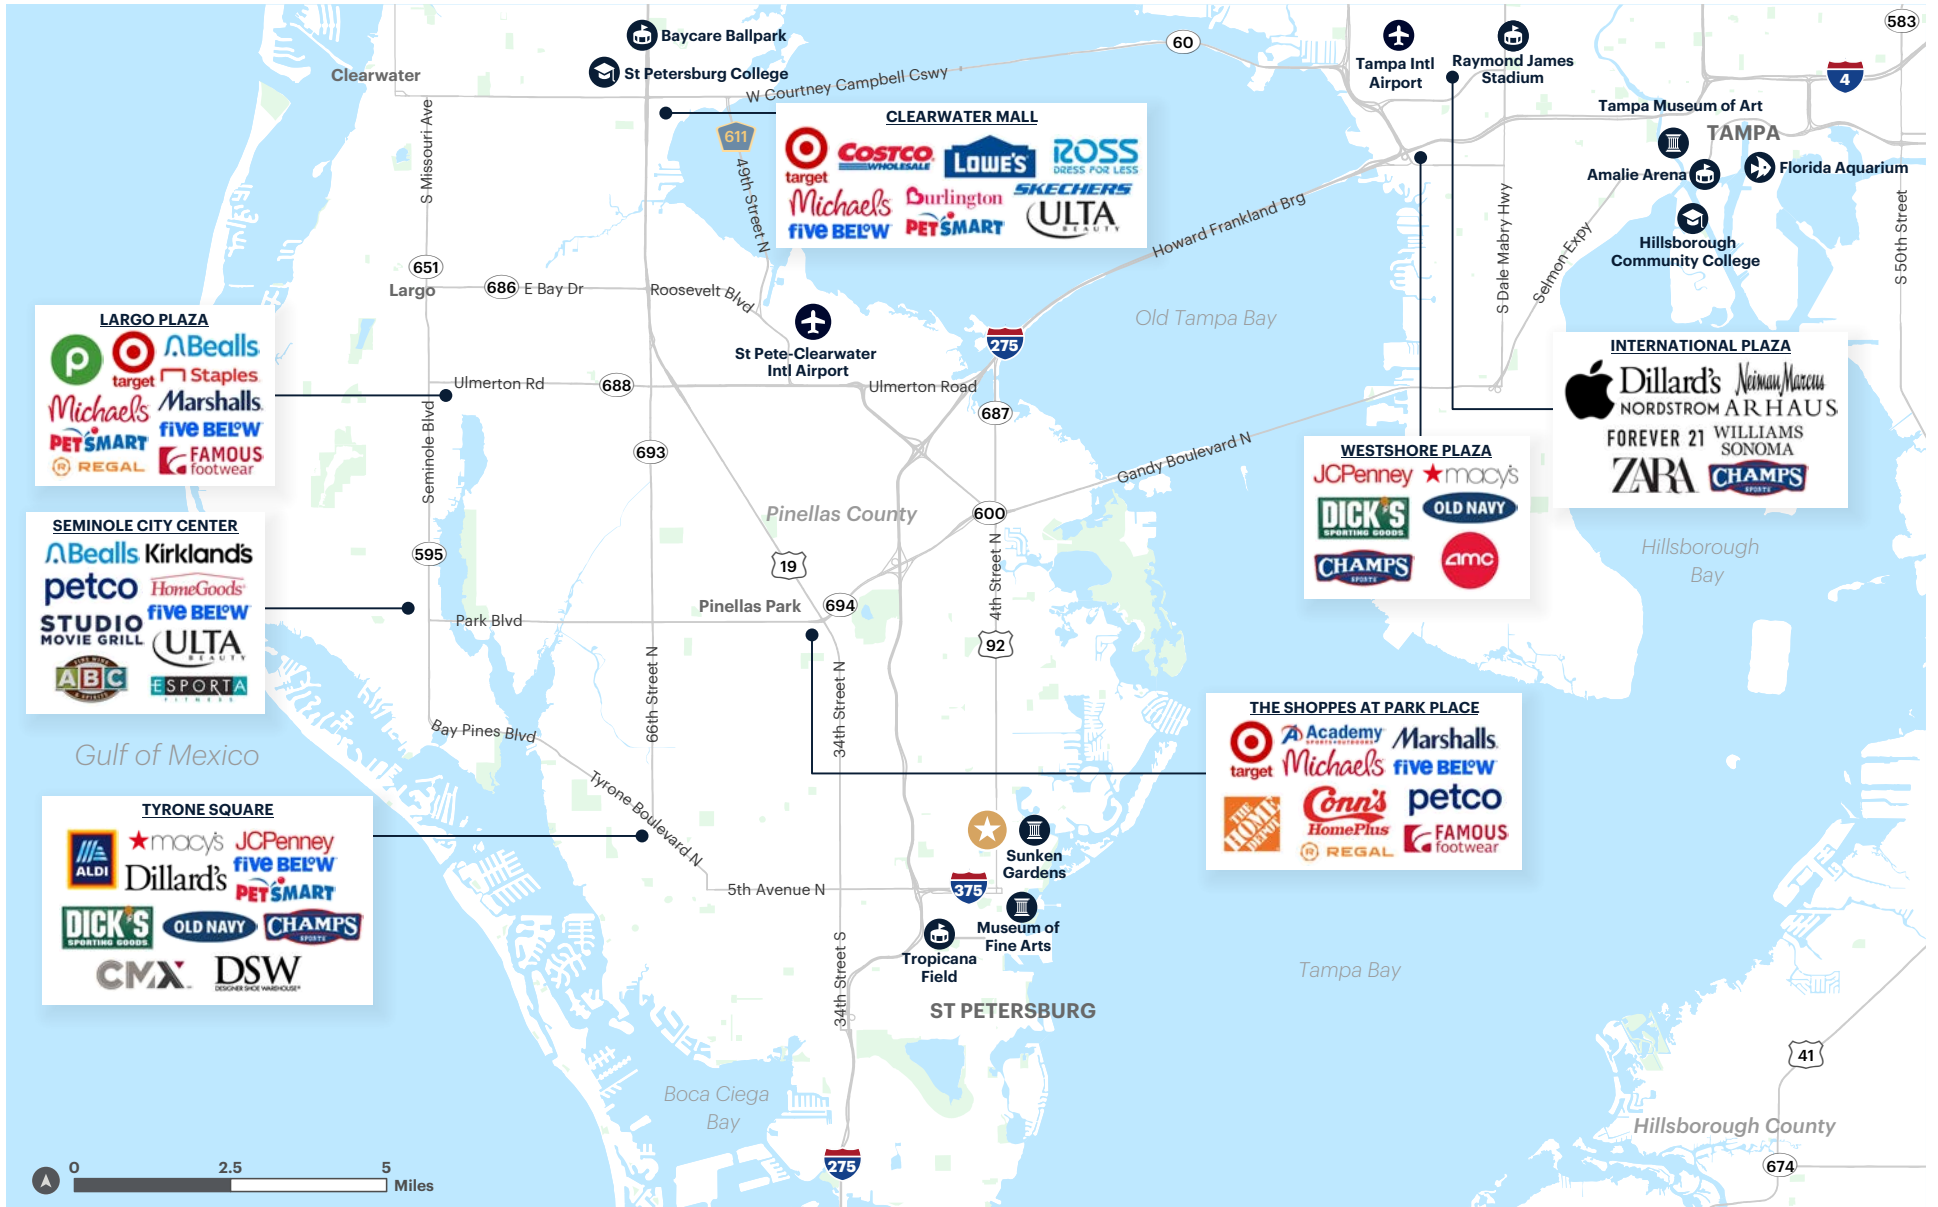 Baycare Ballpark
St Petersburg College
Clearwater
W Courtney Campbell Cswy
60
Tampa Intl
Airport
Raymond James
Stadium
583
4
Tampa Museum of Art
TAMPA
Amalie Arena
Florida Aquarium
Hillsborough
Community College
S 50th Street
S Dale Mabry Hwy
Selmon Expy
Howard Frankland Brg
611
49th Street N
S Missouri Ave
CLEARWATER MALL
target
COSTCO
WHOLESALE
LOWE'S
ROSS
DRESS FOR LESS
Michaels
Burlington
SKECHERS
five BELOW
PETSMART
ULTA
BEAUTY
651
Largo
686
E Bay Dr
Roosevelt Blvd
St Pete-Clearwater
Intl Airport
275
Old Tampa Bay
LARGO PLAZA
P
target
Bealls
Staples
Michaels
Marshalls
PETSMART
five BELOW
REGAL
FAMOUS
footwear
Ulmerton Rd
688
Ulmerton Road
687
Seminole Blvd
693
Gandy Boulevard N
INTERNATIONAL PLAZA
Dillard's
Neiman Marcus
NORDSTROM
ARHAUS
FOREVER 21
WILLIAMS
SONOMA
ZARA
CHAMPS
SPORTS
WESTSHORE PLAZA
JCPenney
macy's
DICK'S
SPORTING GOODS
OLD NAVY
CHAMPS
SPORTS
amc
Hillsborough
Bay
SEMINOLE CITY CENTER
Bealls
Kirkland's
petco
HomeGoods
STUDIO
MOVIE GRILL
five BELOW
ULTA
BEAUTY
FINE WINE
ABC
& SPIRITS
ESPORTA
FITNESS
595
Pinellas County
600
19
4th Street N
Pinellas Park
694
Park Blvd
92
66th Street N
34th Street N
Bay Pines Blvd
Gulf of Mexico
Tyrone Boulevard N
THE SHOPPES AT PARK PLACE
target
Academy
SPORTS+OUTDOORS
Marshalls
Michaels
five BELOW
THE
HOME
DEPOT
Conn's
HomePlus
petco
REGAL
FAMOUS
footwear
TYRONE SQUARE
ALDI
macy's
JCPenney
Dillard's
five BELOW
PETSMART
DICK'S
SPORTING GOODS
OLD NAVY
CHAMPS
SPORTS
CMX
DSW
DESIGNER SHOE WAREHOUSE
Sunken
Gardens
5th Avenue N
375
Museum of
Fine Arts
Tropicana
Field
34th Street S
ST PETERSBURG
Tampa Bay
Boca Ciega
Bay
41
Hillsborough County
674
275
0 2.5 5
Miles